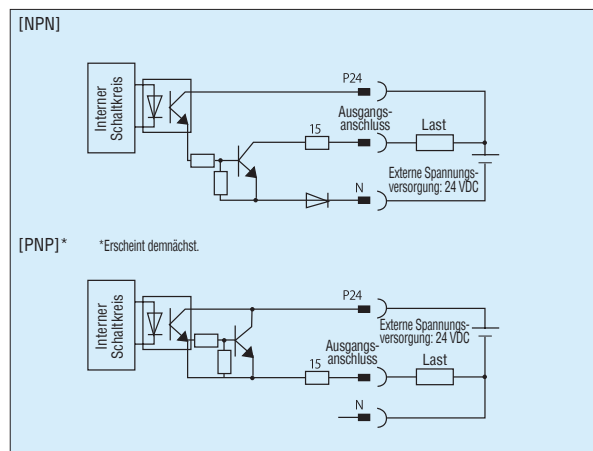 [NPN]
Interner
Schaltkreis
P24
15
Ausgangs-
anschluss
Last
N
Externe Spannungs-
versorgung: 24 VDC
[PNP]*
*Erscheint demnächst.
Interner
Schaltkreis
P24
Externe Spannungs-
versorgung: 24 VDC
15
Ausgangs-
anschluss
Last
N